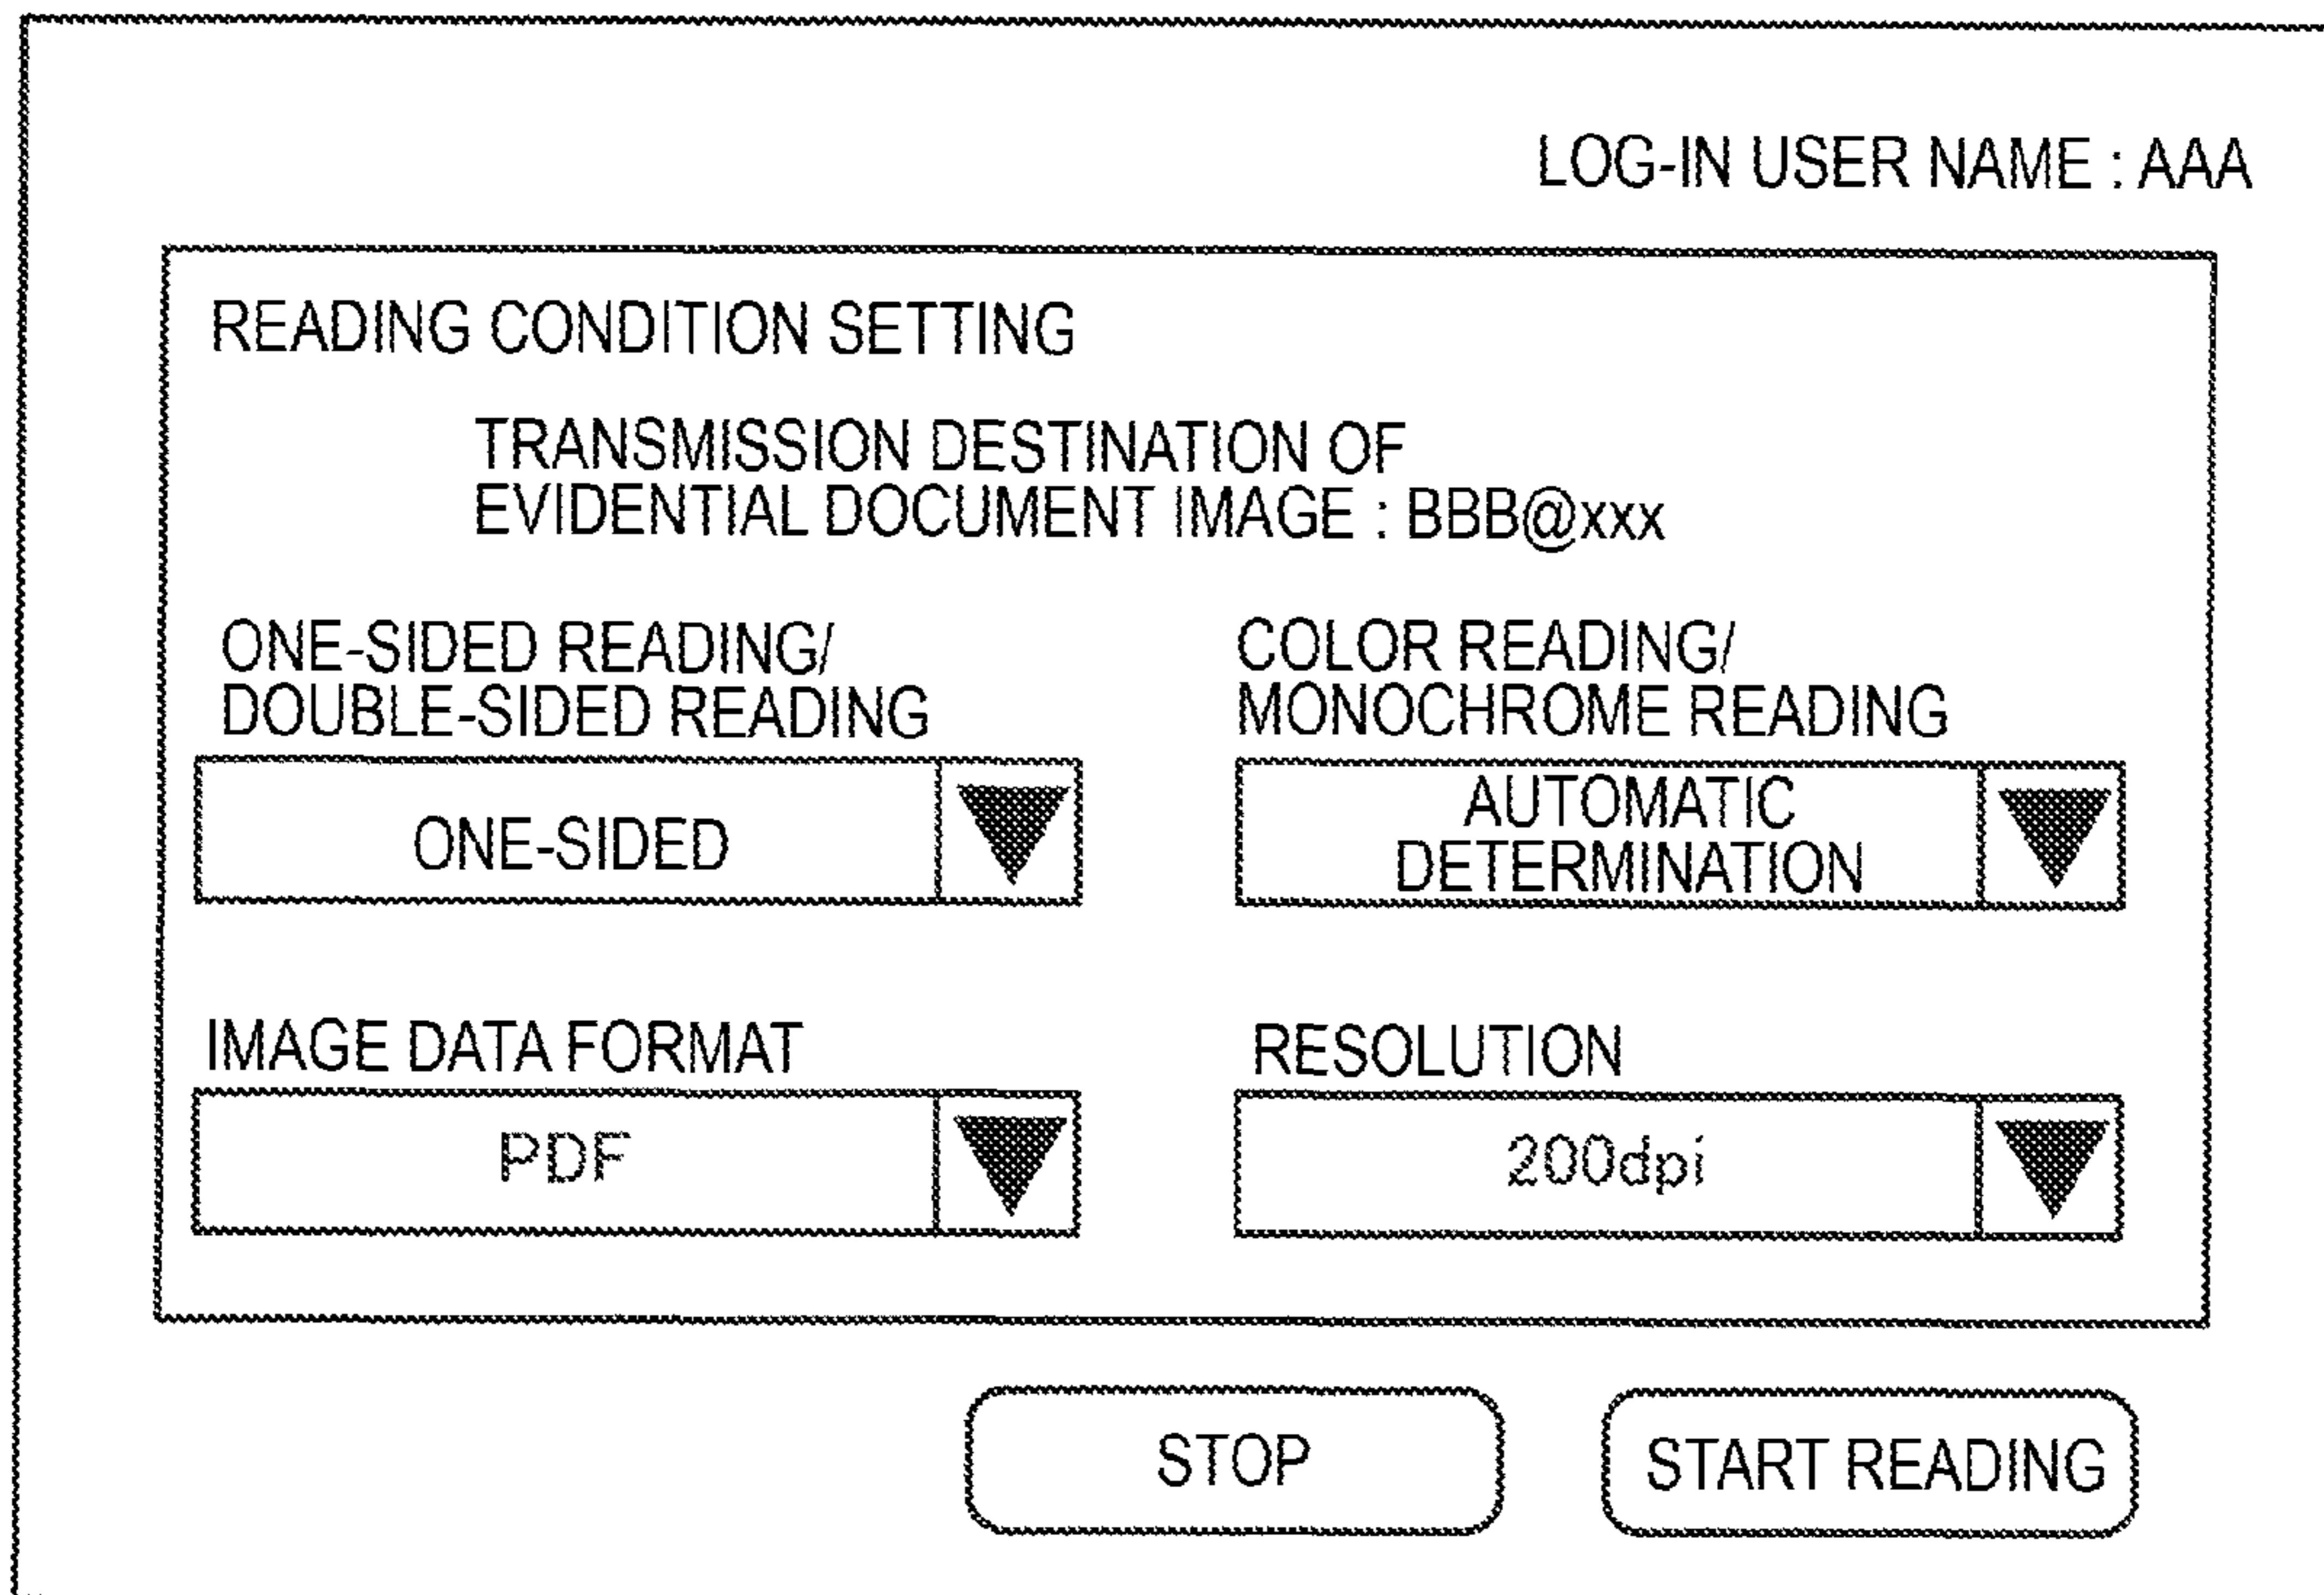 LOG-IN USER NAME : AAA
READING CONDITION SETTING
TRANSMISSION DESTINATION OF
EVIDENTIAL DOCUMENT IMAGE : BBB@xxx
ONE-SIDED READING/
DOUBLE-SIDED READING
ONE-SIDED
COLOR READING/
MONOCHROME READING
AUTOMATIC
DETERMINATION
IMAGE DATA FORMAT
PDF
RESOLUTION
200dpi
STOP
START READING